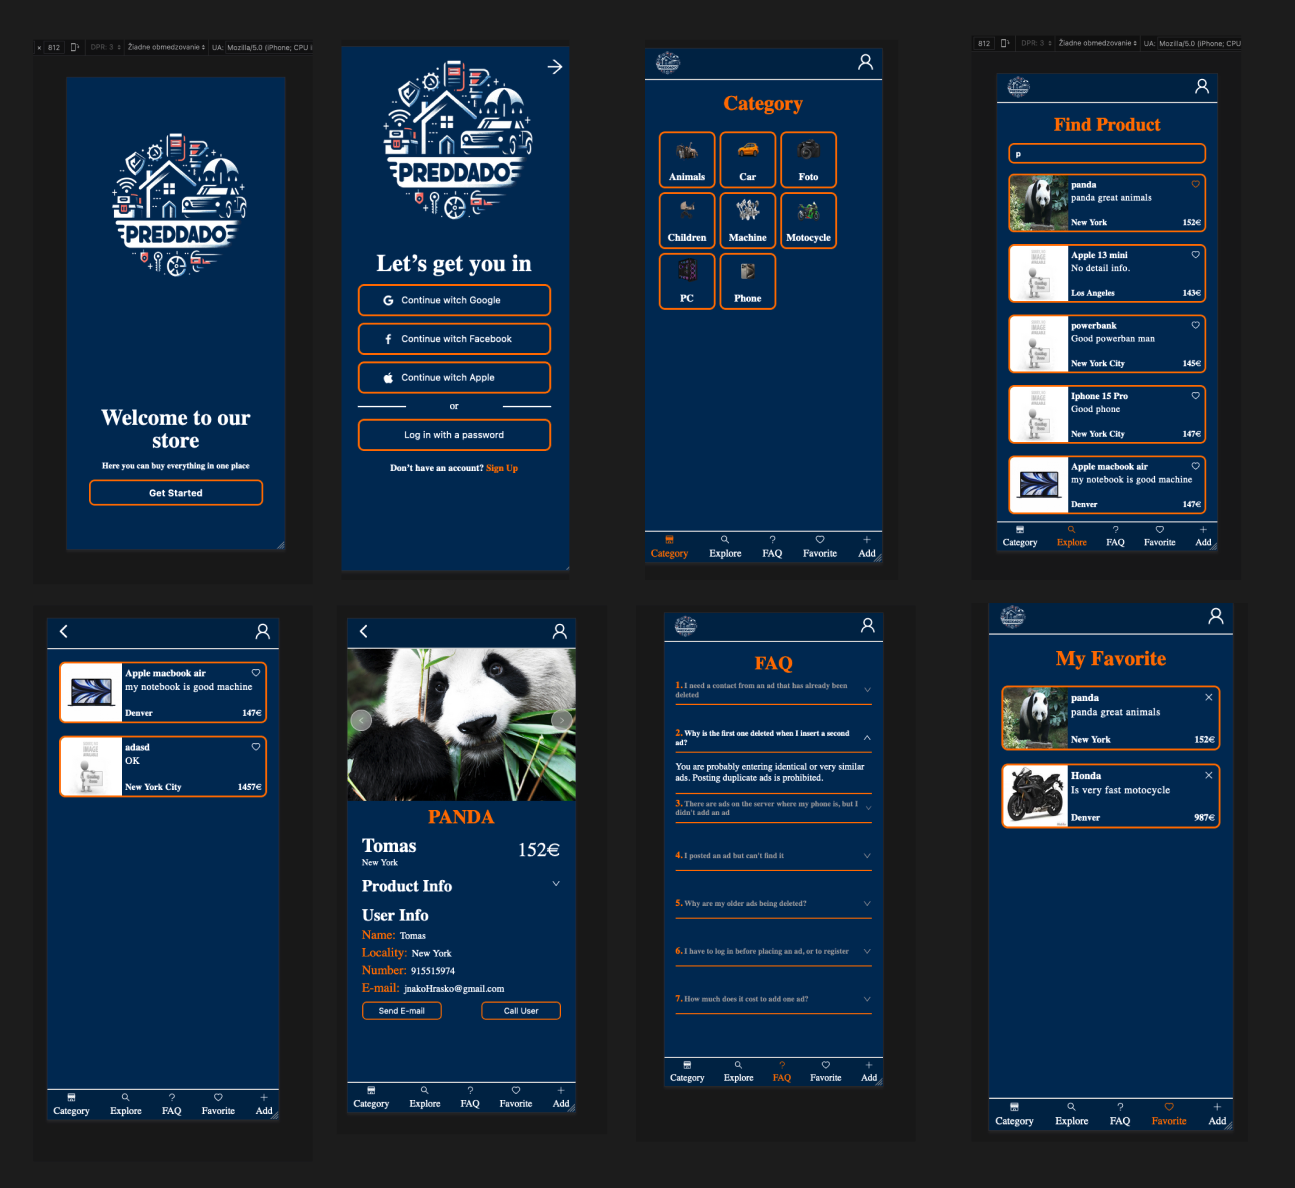 × 812 DPR: 3 Žiadne obmedzovanie UA: Mozilla/5.0 (iPhone; CPU i
PREDDADO
Welcome to our
store
Here you can buy everything in one place
Get Started
PREDDADO
Let's get you in
Continue witch Google
Continue witch Facebook
Continue witch Apple
or
Log in with a password
Don't have an account? Sign Up
Category
Animals
Car
Foto
Children
Machine
Motocycle
PC
Phone
Category
Explore
FAQ
Favorite
Add
812 DPR: 3 Žiadne obmedzovanie UA: Mozilla/5.0 (iPhone; CPU
Find Product
p
panda
panda great animals
New York 152€
Apple 13 mini
No detail info.
Los Angeles 143€
powerbank
Good powerban man
New York City 145€
Iphone 15 Pro
Good phone
New York City 147€
Apple macbook air
my notebook is good machine
Denver 147€
Category
Explore
FAQ
Favorite
Add
Apple macbook air
my notebook is good machine
Denver 147€
adasd
OK
New York City 1457€
Category
Explore
FAQ
Favorite
Add
PANDA
Tomas 152€
New York
Product Info
User Info
Name: Tomas
Locality: New York
Number: 915515974
E-mail: jnakoHrasko@gmail.com
Send E-mail
Call User
Category
Explore
FAQ
Favorite
Add
FAQ
1. I need a contact from an ad that has already been
deleted
2. Why is the first one deleted when I insert a second
ad?
You are probably entering identical or very similar
ads. Posting duplicate ads is prohibited.
3. There are ads on the server where my phone is, but I
didn't add an ad
4. I posted an ad but can't find it
5. Why are my older ads being deleted?
6. I have to log in before placing an ad, or to register
7. How much does it cost to add one ad?
Category
Explore
FAQ
Favorite
Add
My Favorite
panda
panda great animals
New York 152€
Honda
Is very fast motocycle
Denver 987€
Category
Explore
FAQ
Favorite
Add